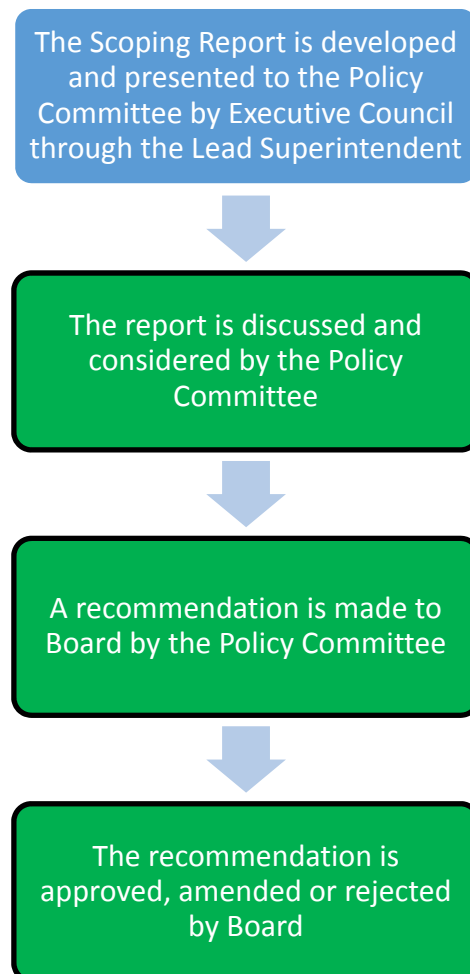 The Scoping Report is developed
and presented to the Policy
Committee by Executive Council
through the Lead Superintendent
The report is discussed and
considered by the Policy
Committee
A recommendation is made to
Board by the Policy Committee
The recommendation is
approved, amended or rejected
by Board